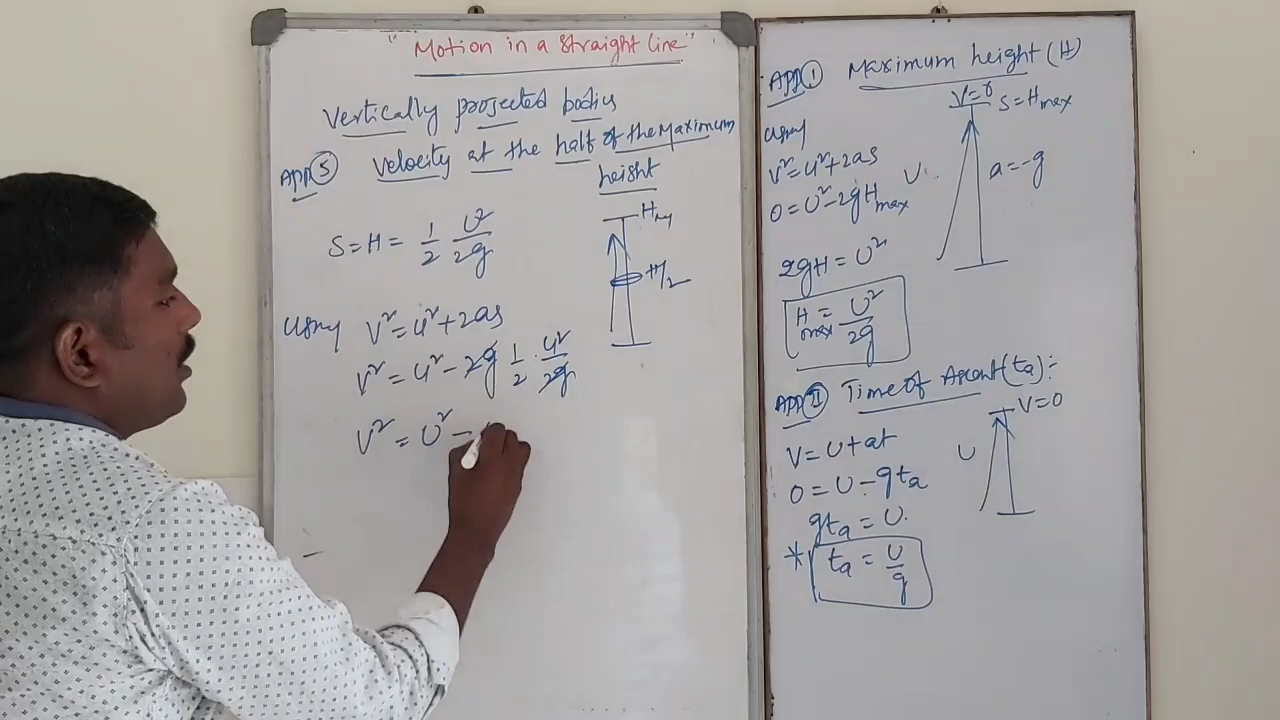 "Motion in a Straight Line"
Vertically projected bodies
App ⑤ Velocity at the half of the Maximum
height
S = H = 1/2 U²/2g
H/2
Using V² = u² + 2as
V² = u² - 2g 1/2 · u²/2g
V² = U² -
App ① Maximum height (H)
S = Hmax
Using
V² = u² + 2as
U
a = -g
0 = U² - 2gHmax
2gH = U²
Hmax = U²/2g
App Time of Ascent (ta) :-
V = 0
V = U + at
U
0 = U - gta
gta = U.
* ta = U/g